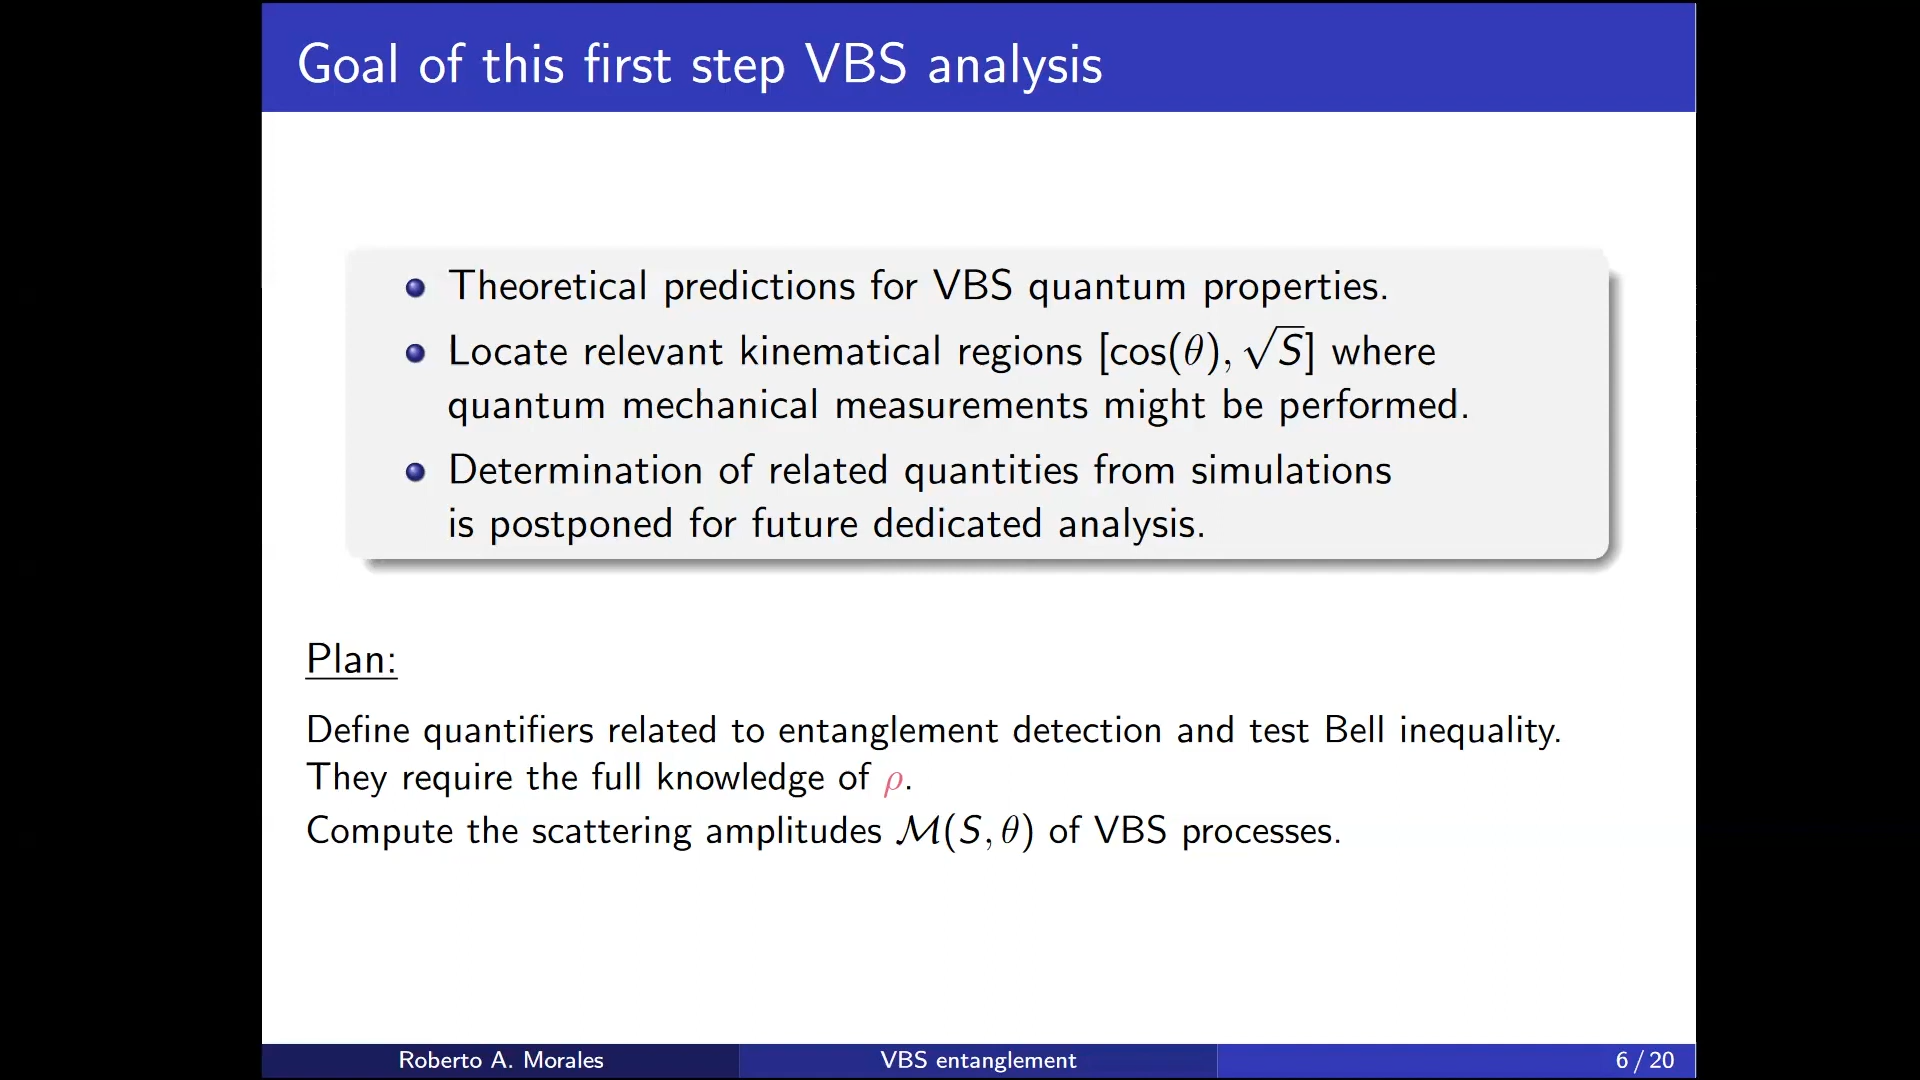 Goal of this first step VBS analysis
Theoretical predictions for VBS quantum properties.
Locate relevant kinematical regions [cos(θ), √S] where
quantum mechanical measurements might be performed.
Determination of related quantities from simulations
is postponed for future dedicated analysis.
Plan:
Define quantifiers related to entanglement detection and test Bell inequality.
They require the full knowledge of ρ.
Compute the scattering amplitudes ℳ(S, θ) of VBS processes.
Roberto A. Morales
VBS entanglement
6 / 20